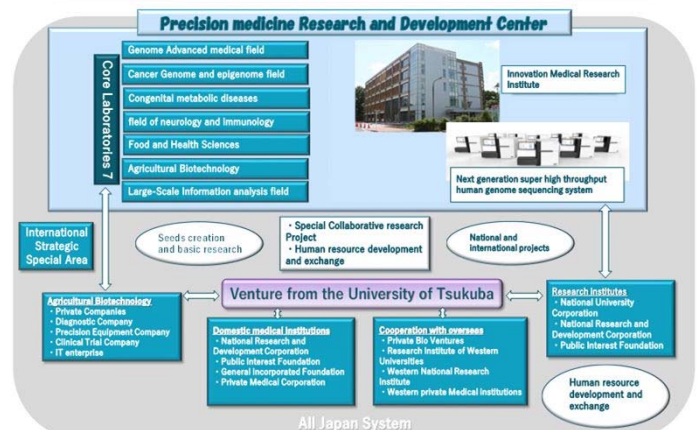 Precision medicine Research and Development Center
Core Laboratories 7
Genome Advanced medical field
Cancer Genome and epigenome field
Congenital metabolic diseases
field of neurology and immunology
Food and Health Sciences
Agricultural Biotechnology
Large-Scale Information analysis field
Innovation Medical Research
Institute
Next generation super high throughput
human genome sequencing system
International
Strategic
Special Area
Seeds creation
and basic research
・Special Collaborative research
Project
・Human resource development
and exchange
National and
international projects
Venture from the University of Tsukuba
Agricultural Biotechnology
・Private Companies
・Diagnostic Company
・Precision Equipment Company
・Clinical Trial Company
・IT enterprise
Domestic medical institutions
・National Research and
Development Corporation
・Public Interest Foundation
・General Incorporated Foundation
・Private Medical Corporation
Cooperation with overseas
・Private Bio Ventures
・Research Institute of Western
Universities
・Western National Research
Institute
・Western private Medical institutions
Research institutes
・National University
Corporation
・National Research and
Development Corporation
・Public Interest Foundation
Human resource
development and
exchange
All Japan System